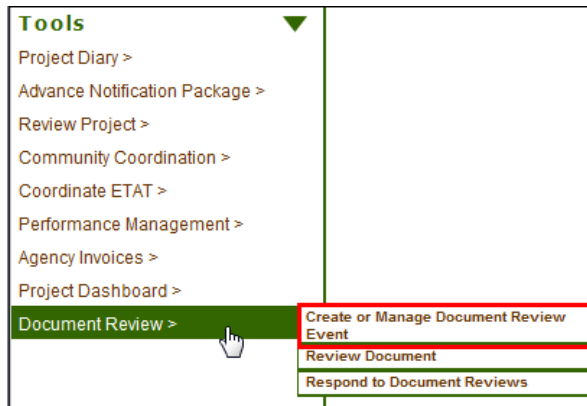 Tools
Project Diary >
Advance Notification Package >
Review Project >
Community Coordination >
Coordinate ETAT >
Performance Management >
Agency Invoices >
Project Dashboard >
Document Review >
Create or Manage Document Review
Event
Review Document
Respond to Document Reviews